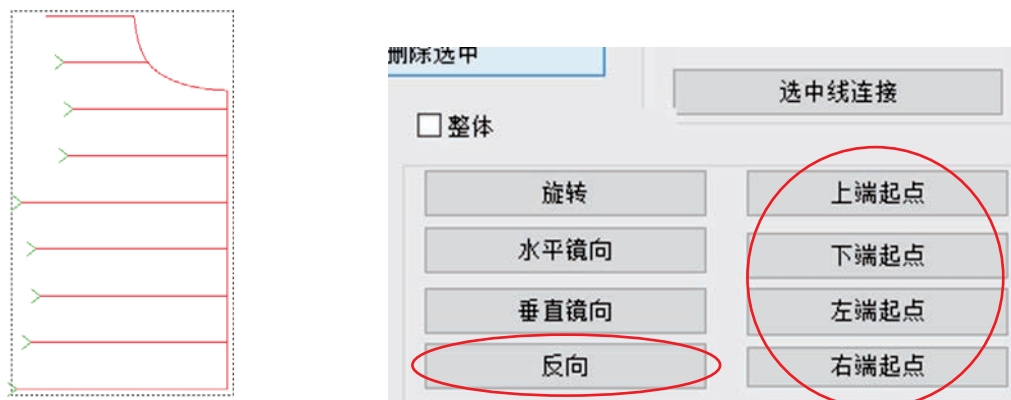 删除选中
选中线连接
整体
旋转
上端起点
水平镜向
下端起点
垂直镜向
左端起点
反向
右端起点